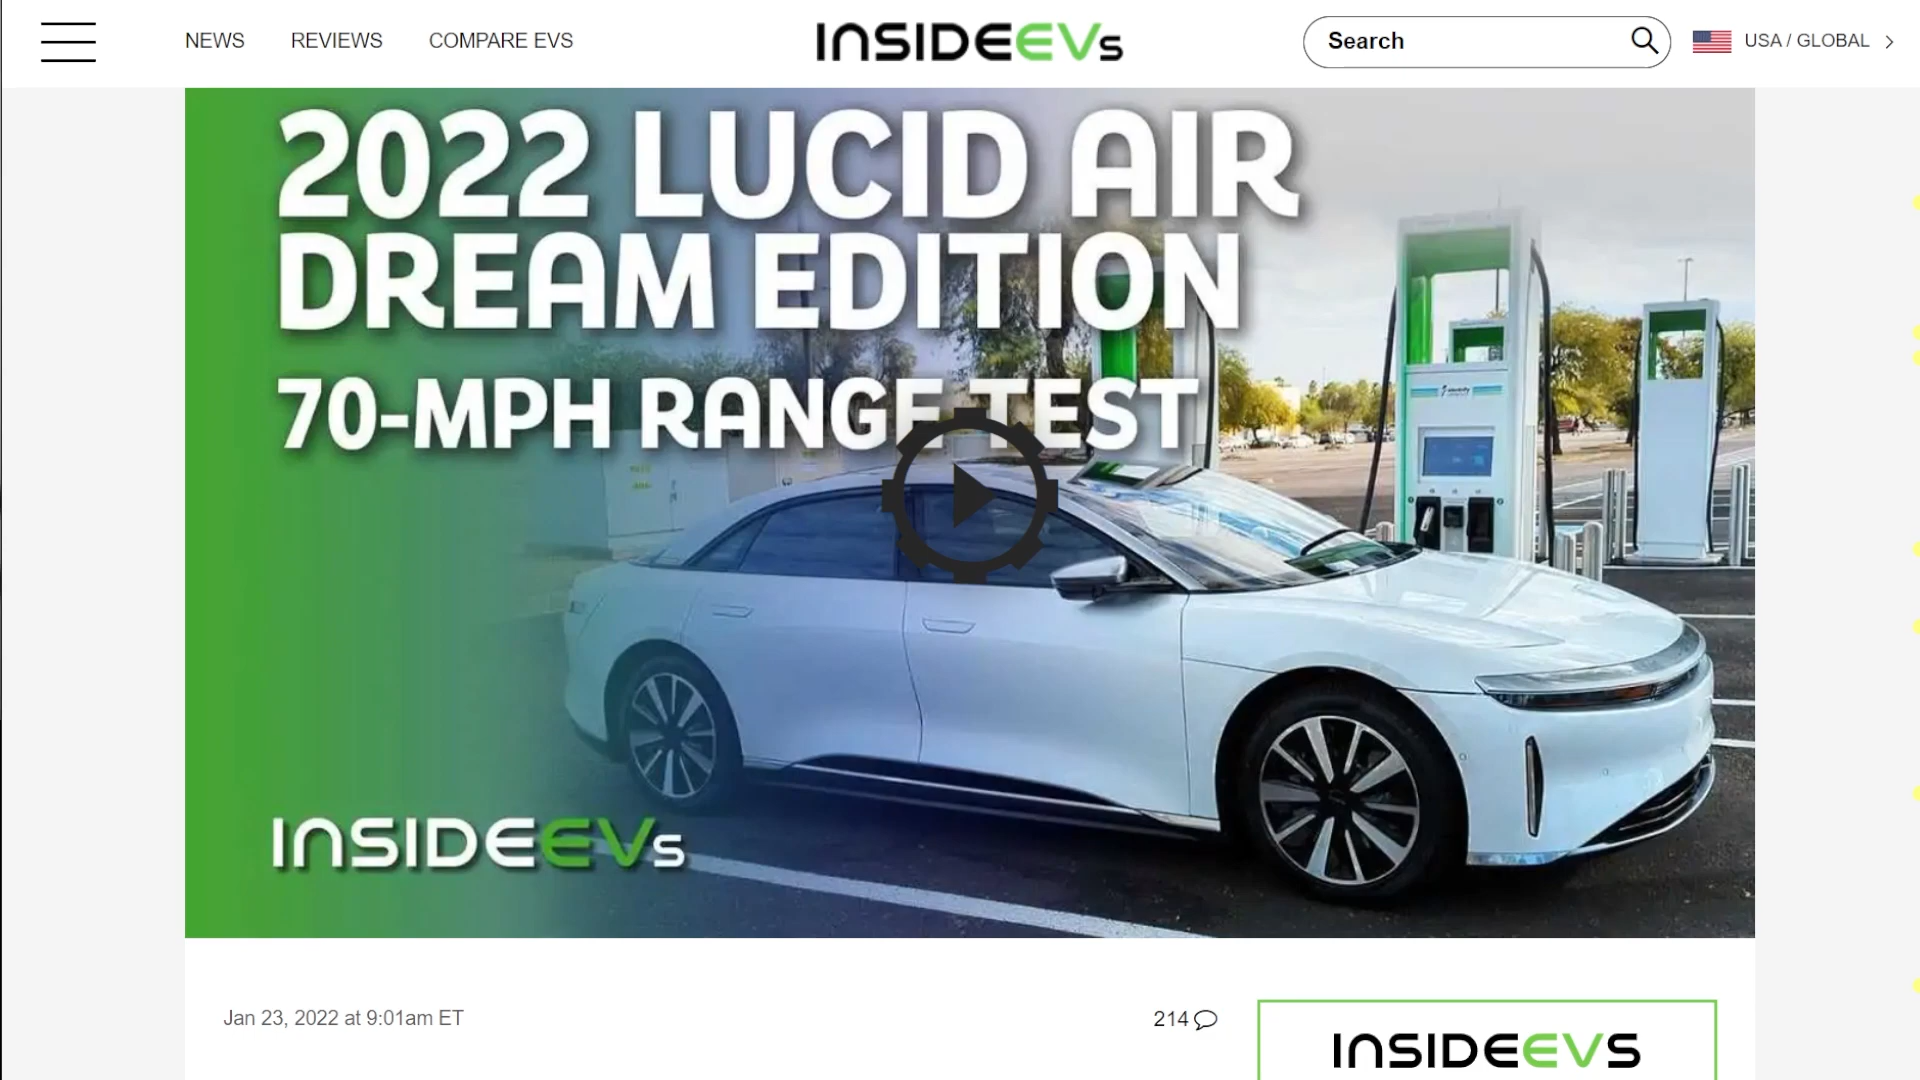 NEWS
REVIEWS
COMPARE EVS
INSIDEEVs
Search
USA / GLOBAL
2022 LUCID AIR
DREAM EDITION
70-MPH RANGE TEST
INSIDEEVs
Jan 23, 2022 at 9:01am ET
214
INSIDEEVS